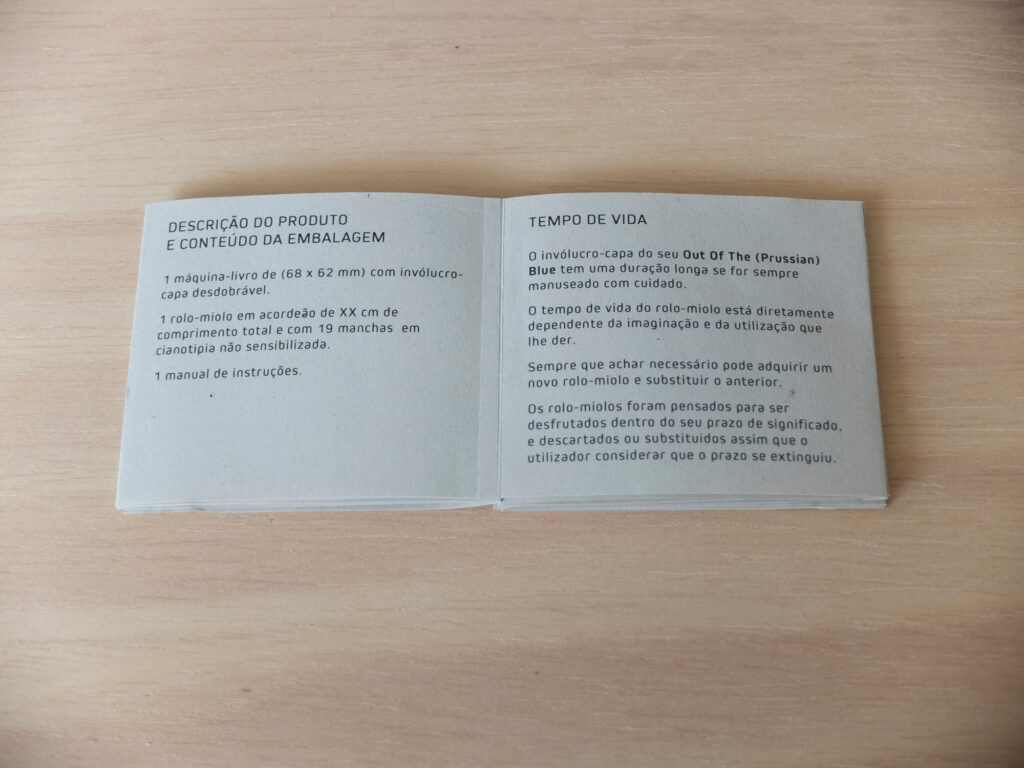 DESCRIÇÃO DO PRODUTO
E CONTEÚDO DA EMBALAGEM
1 máquina-livro de (68 x 62 mm) com invólucro-
capa desdobrável.
1 rolo-miolo em acordeão de XX cm de
comprimento total e com 19 manchas em
cianotipia não sensibilizada.
1 manual de instruções.
TEMPO DE VIDA
O invólucro-capa do seu Out Of The (Prussian)
Blue tem uma duração longa se for sempre
manuseado com cuidado.
O tempo de vida do rolo-miolo está diretamente
dependente da imaginação e da utilização que
lhe der.
Sempre que achar necessário pode adquirir um
novo rolo-miolo e substituir o anterior.
Os rolo-miolos foram pensados para ser
desfrutados dentro do seu prazo de significado,
e descartados ou substituidos assim que o
utilizador considerar que o prazo se extinguiu.